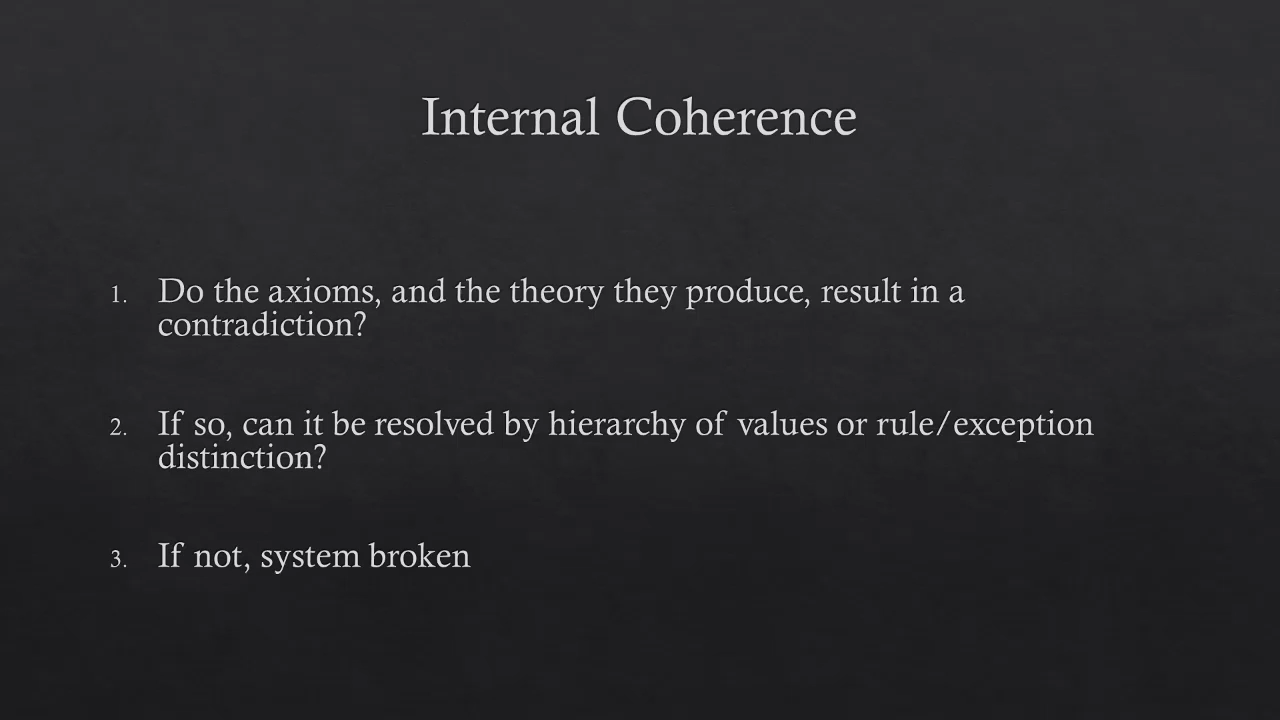 Internal Coherence
1. Do the axioms, and the theory they produce, result in a
contradiction?
2. If so, can it be resolved by hierarchy of values or rule/exception
distinction?
3. If not, system broken